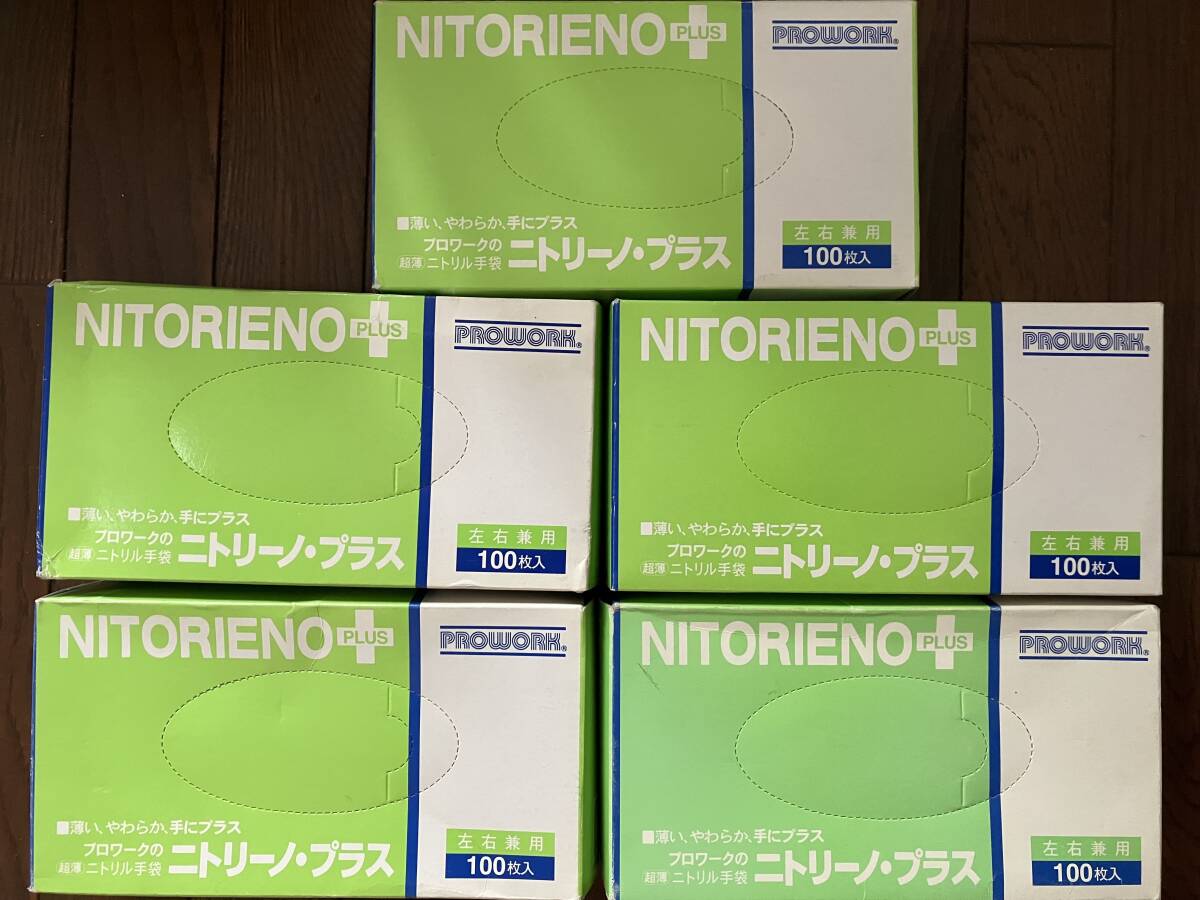 NITORIENO PLUS
PROWORK®
■薄い、やわらか、手にプラス
プロワークの
超薄 ニトリル手袋 ニトリーノ・プラス
左右兼用
100枚入
NITORIENO PLUS
PROWORK®
■薄い、やわらか、手にプラス
プロワークの
超薄 ニトリル手袋 ニトリーノ・プラス
左右兼用
100枚入
NITORIENO PLUS
PROWORK®
■薄い、やわらか、手にプラス
プロワークの
超薄 ニトリル手袋 ニトリーノ・プラス
左右兼用
100枚入
NITORIENO PLUS
PROWORK®
■薄い、やわらか、手にプラス
プロワークの
超薄 ニトリル手袋 ニトリーノ・プラス
左右兼用
100枚入
NITORIENO PLUS
PROWORK®
■薄い、やわらか、手にプラス
プロワークの
超薄 ニトリル手袋 ニトリーノ・プラス
左右兼用
100枚入